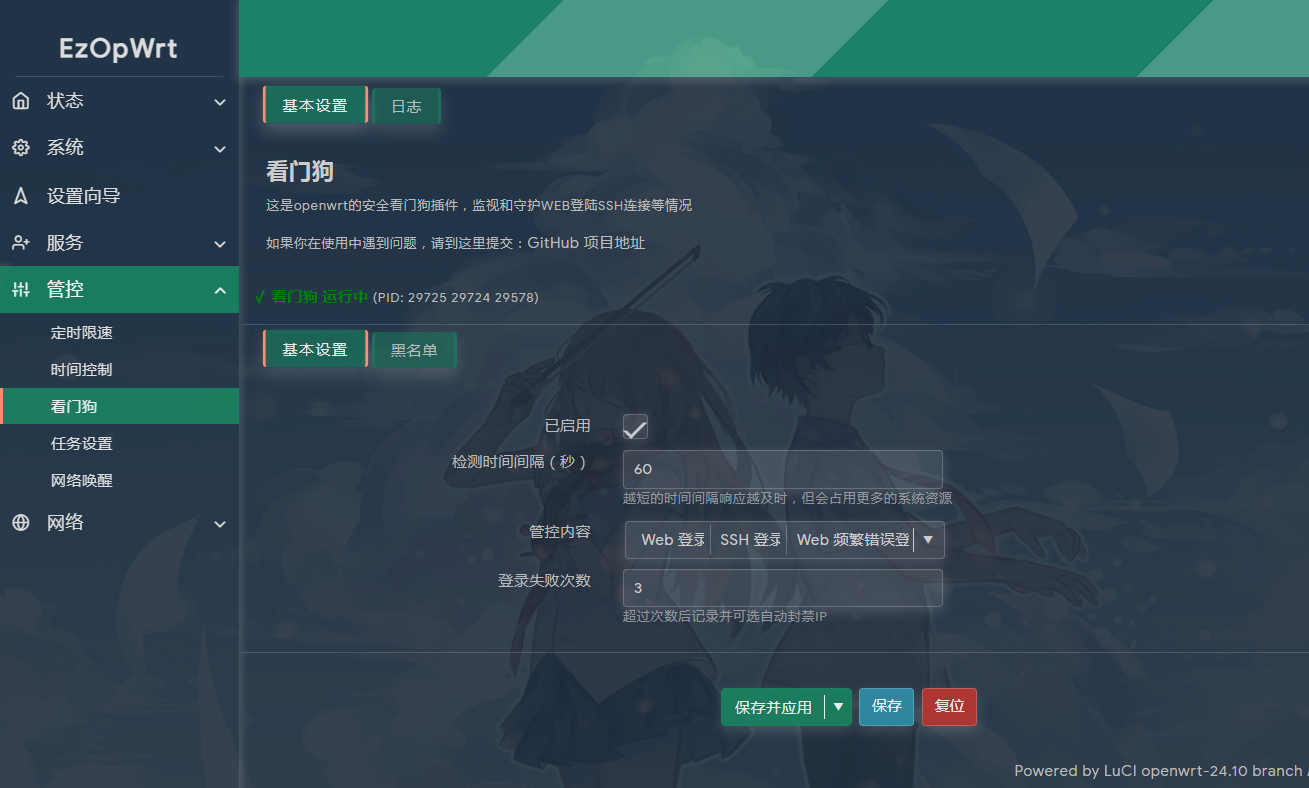 EzOpWrt
状态
系统
设置向导
服务
管控
定时限速
时间控制
看门狗
任务设置
网络唤醒
网络
基本设置 日志
看门狗
这是openwrt的安全看门狗插件，监视和守护WEB登陆SSH连接等情况
如果你在使用中遇到问题，请到这里提交：GitHub 项目地址
✓ 看门狗 运行中 (PID: 29725 29724 29578)
基本设置 黑名单
已启用
检测时间间隔（秒） 60
越短的时间间隔响应越及时，但会占用更多的系统资源
管控内容 Web 登录 SSH 登录 Web 频繁错误登 ▼
登录失败次数 3
超过次数后记录并可选自动封禁IP
保存并应用 ▼ 保存 复位
Powered by LuCI openwrt-24.10 branch